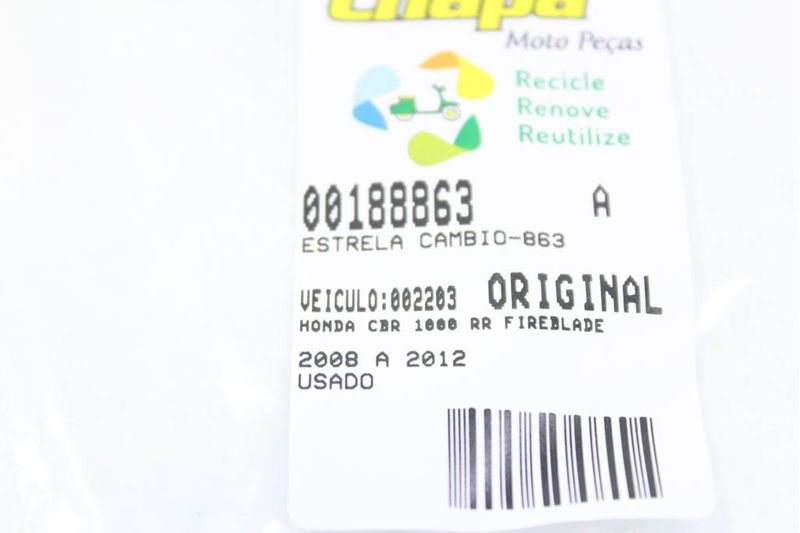 Chapa
Moto Peças
Recicle
Renove
Reutilize
00188863 A
ESTRELA CAMBIO-863
VEICULO:002203 ORIGINAL
HONDA CBR 1000 RR FIREBLADE
2008 A 2012
USADO